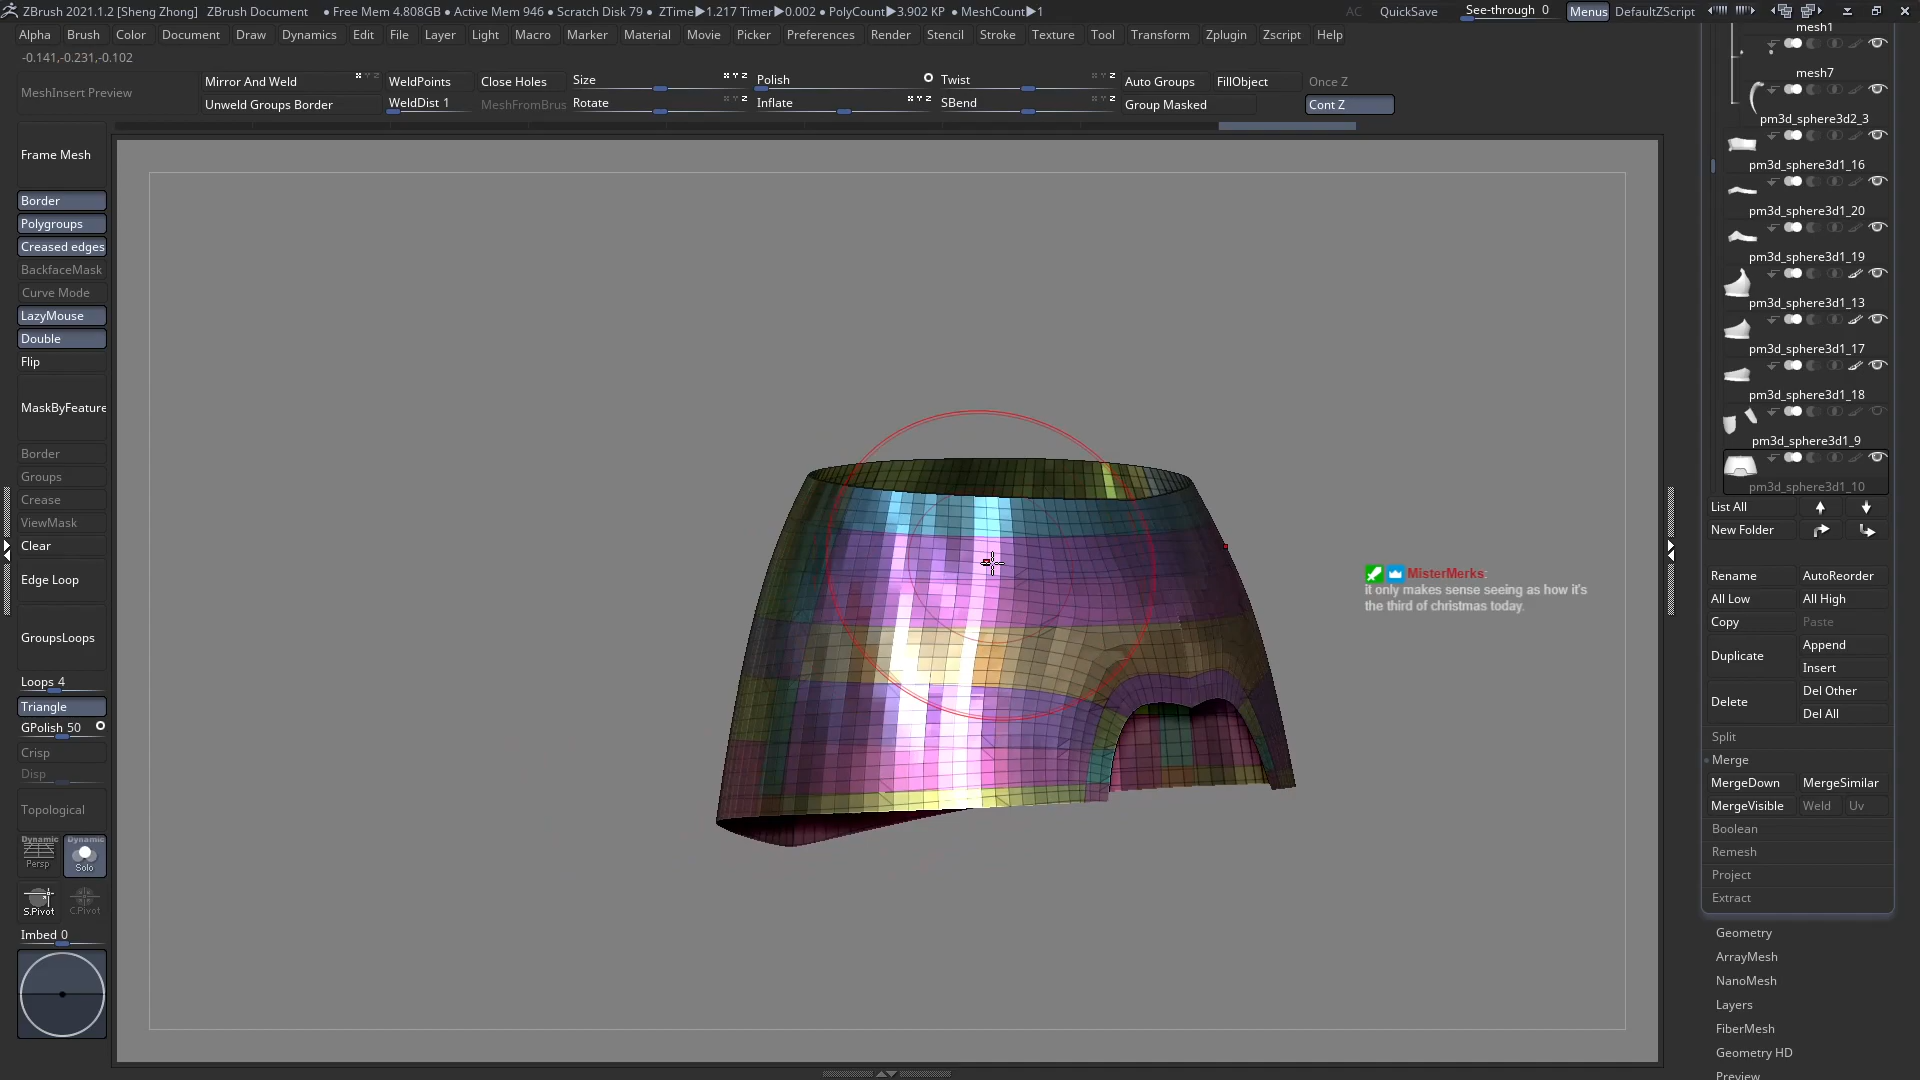 ZBrush 2021.1.2 [Sheng Zhong] ZBrush Document • Free Mem 4.808GB • Active Mem 946 • Scratch Disk 79 • ZTime▶1.217 Timer▶0.002 • PolyCount▶3.902 KP • MeshCount▶1 AC QuickSave See-through 0 Menus DefaultZScript
Alpha Brush Color Document Draw Dynamics Edit File Layer Light Macro Marker Material Movie Picker Preferences Render Stencil Stroke Texture Tool Transform Zplugin Zscript Help
-0.141,-0.231,-0.102
MeshInsert Preview
Mirror And Weld WeldPoints Close Holes Size Polish Twist Auto Groups FillObject Once Z
Unweld Groups Border WeldDist 1 MeshFromBrus Rotate Inflate SBend Group Masked Cont Z
Frame Mesh
Border
Polygroups
Creased edges
BackfaceMask
Curve Mode
LazyMouse
Double
Flip
MaskByFeature
Border
Groups
Crease
ViewMask
Clear
Edge Loop
GroupsLoops
Loops 4
Triangle
GPolish 50
Crisp
Disp
Topological
Dynamic Dynamic
Persp Solo
S.Pivot C.Pivot
Imbed 0
MisterMerks:
it only makes sense seeing as how it's
the third of christmas today.
mesh1
mesh7
pm3d_sphere3d2_3
pm3d_sphere3d1_16
pm3d_sphere3d1_20
pm3d_sphere3d1_19
pm3d_sphere3d1_13
pm3d_sphere3d1_17
pm3d_sphere3d1_18
pm3d_sphere3d1_9
pm3d_sphere3d1_10
List All
New Folder
Rename AutoReorder
All Low All High
Copy Paste
Duplicate Append
Insert
Delete Del Other
Del All
Split
Merge
MergeDown MergeSimilar
MergeVisible Weld Uv
Boolean
Remesh
Project
Extract
Geometry
ArrayMesh
NanoMesh
Layers
FiberMesh
Geometry HD
Preview